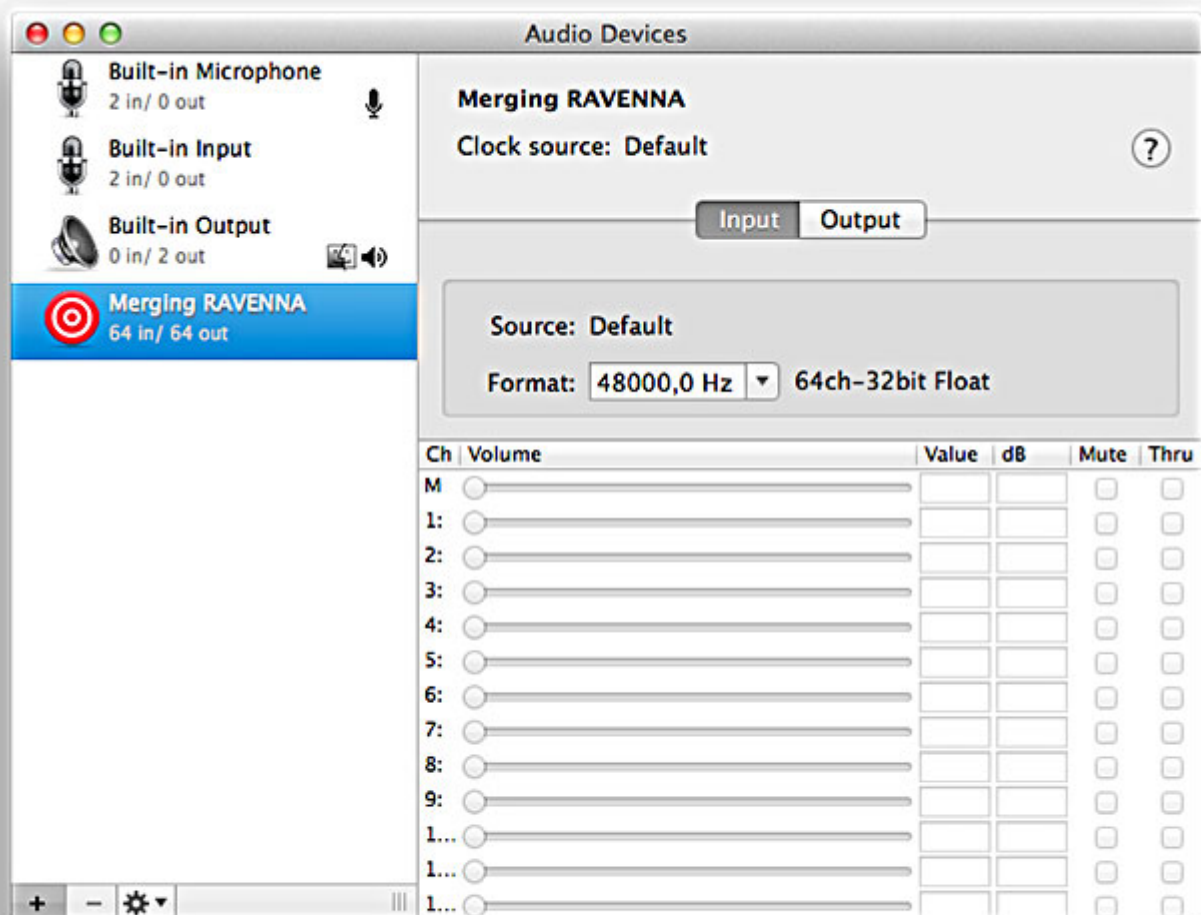 Audio Devices
Built-in Microphone
2 in/ 0 out
Built-in Input
2 in/ 0 out
Built-in Output
0 in/ 2 out
Merging RAVENNA
64 in/ 64 out
Merging RAVENNA
Clock source: Default
?
Input Output
Source: Default
Format: 48000,0 Hz 64ch-32bit Float
Ch Volume Value dB Mute Thru
M
1:
2:
3:
4:
5:
6:
7:
8:
9:
1...
1...
1...